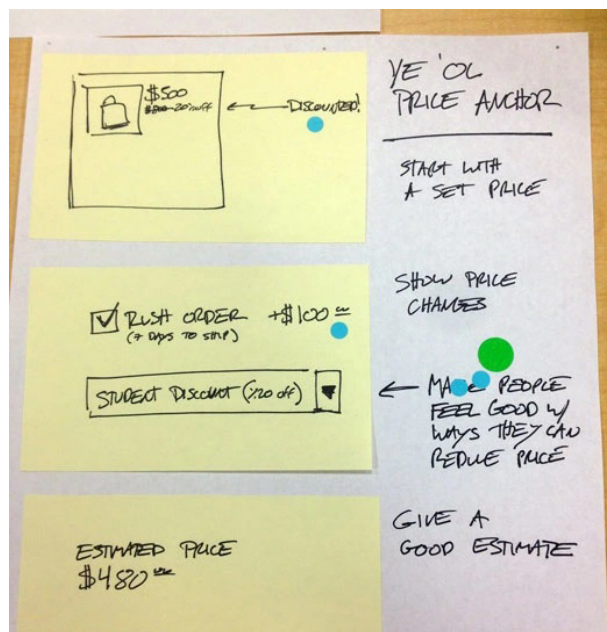 YE 'OL
PRICE ANCHOR
$500
20% off
DISCOUNTED!
START WITH
A SET PRICE
SHOW PRICE
CHANGES
RUSH ORDER +$100 00
(7 DAYS TO SHIP)
STUDENT DISCOUNT (%20 off)
MAKE PEOPLE
FEEL GOOD W/
WAYS THEY CAN
REDUCE PRICE
GIVE A
GOOD ESTIMATE
ESTIMATED PRICE
$480 00